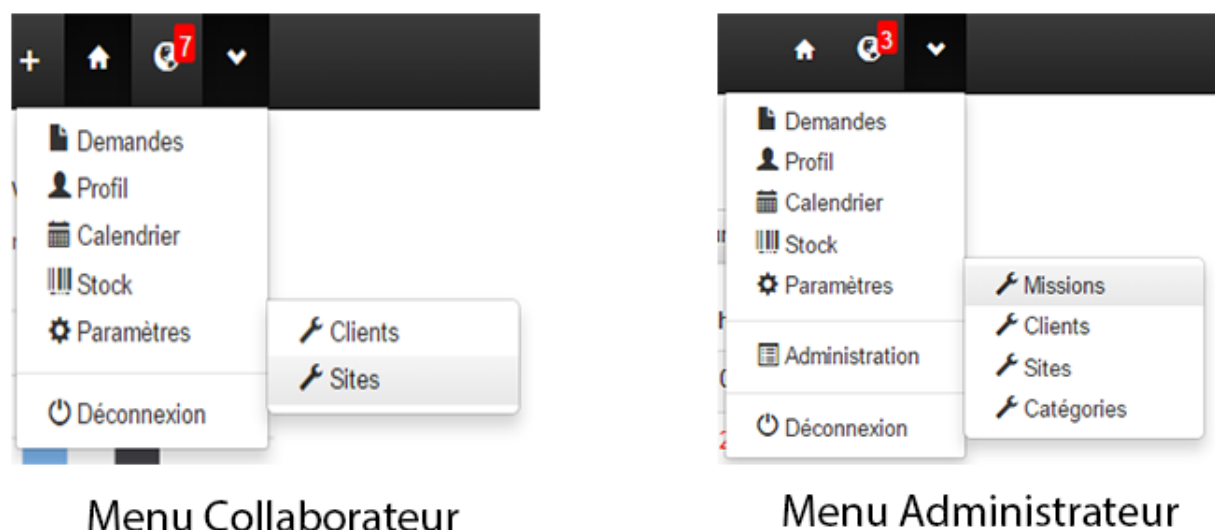 7
Demandes
Profil
Calendrier
Stock
Paramètres
Déconnexion
Clients
Sites
Menu Collaborateur
3
Demandes
Profil
Calendrier
Stock
Paramètres
Administration
Déconnexion
Missions
Clients
Sites
Catégories
Menu Administrateur